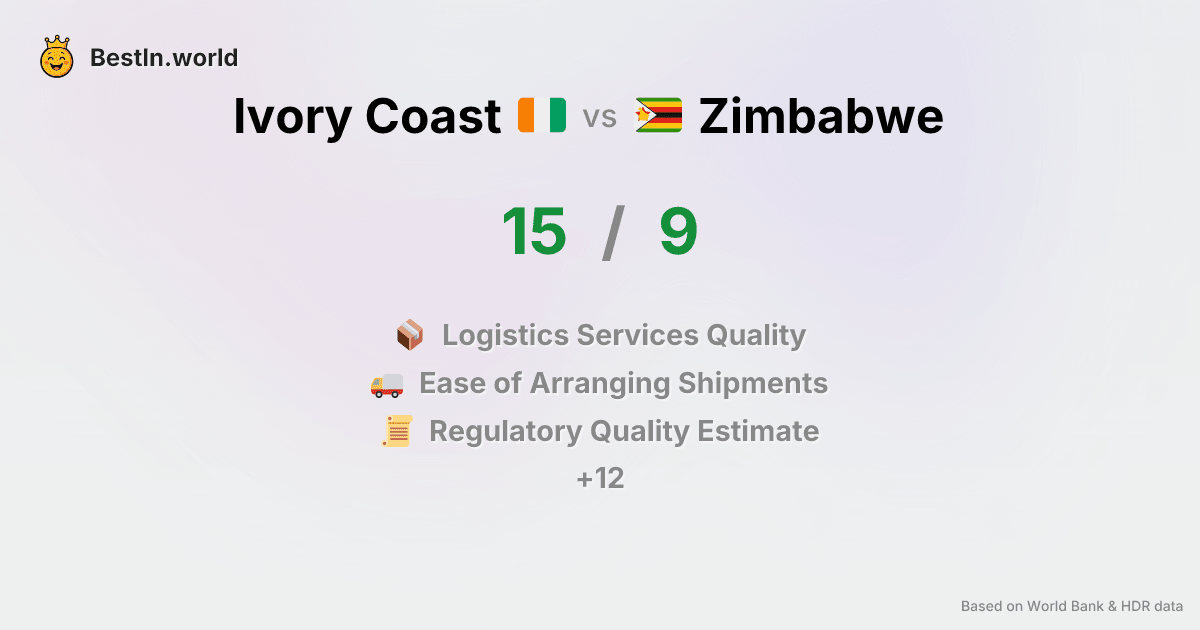 BestIn.world
Ivory Coast vs Zimbabwe
15 / 9
Logistics Services Quality
Ease of Arranging Shipments
Regulatory Quality Estimate
+12
Based on World Bank & HDR data